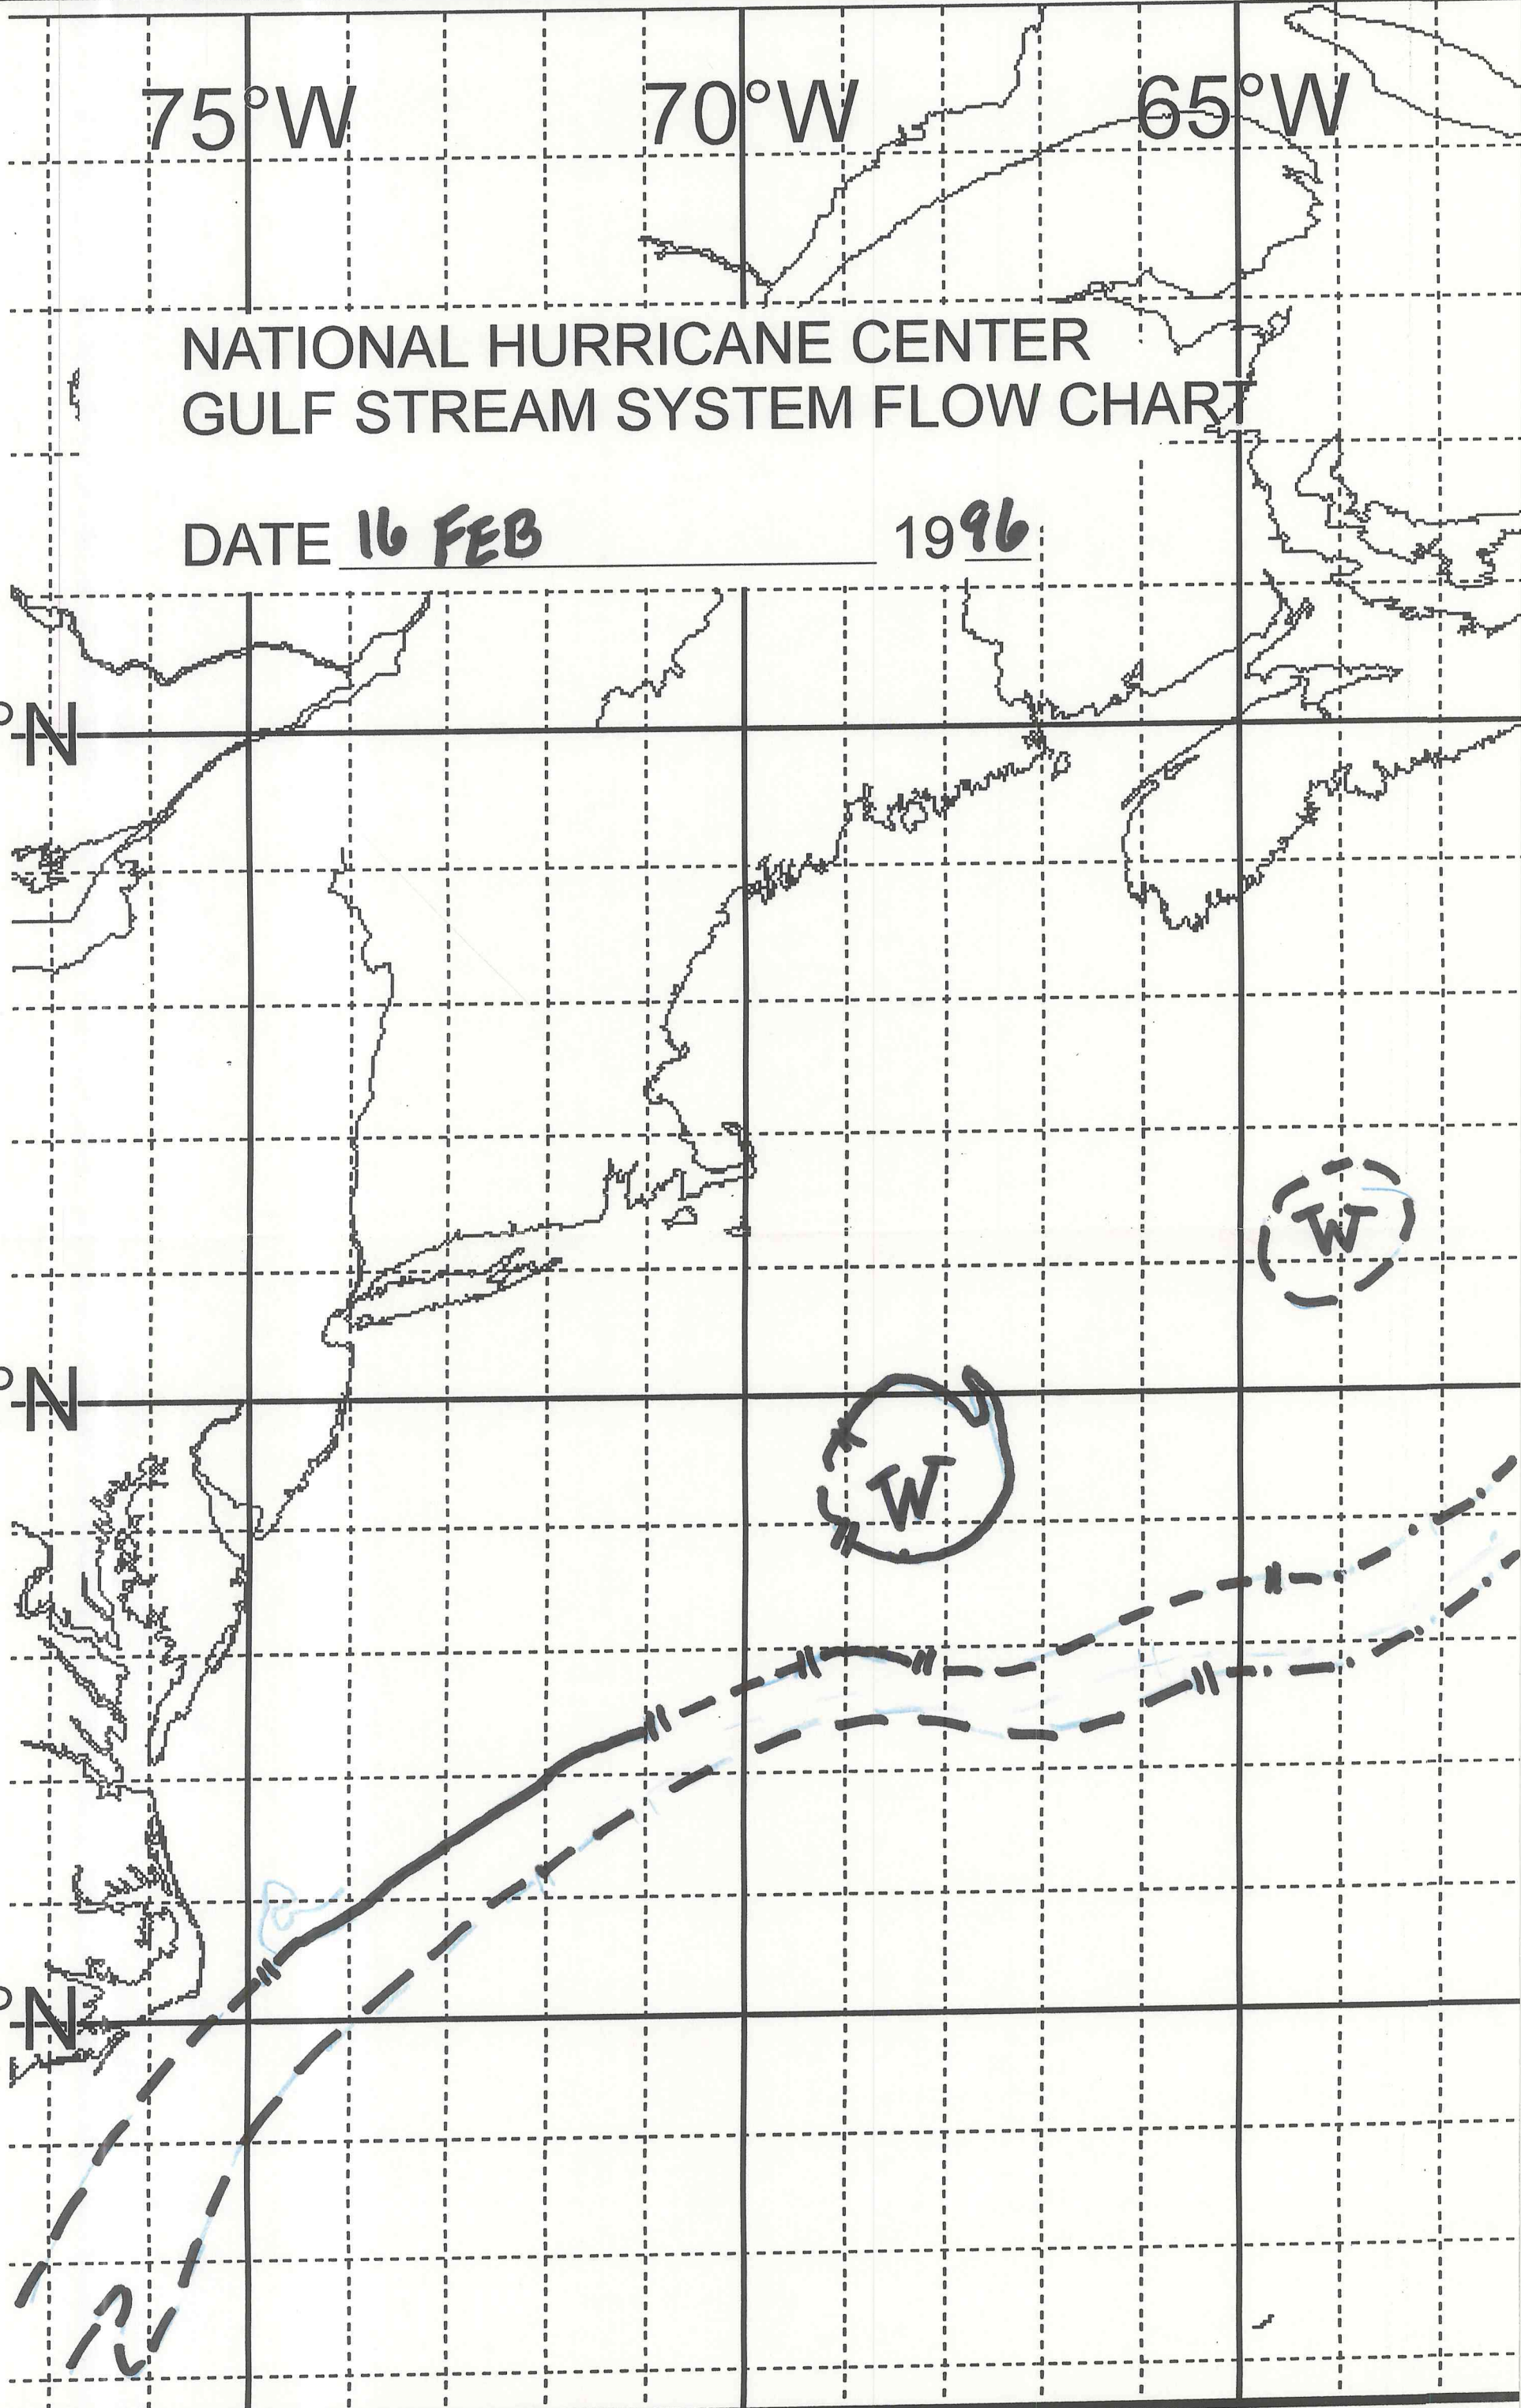 75°W 70°W 65°W
NATIONAL HURRICANE CENTER
GULF STREAM SYSTEM FLOW CHART
DATE 16 FEB 1996
°N
W
°N
W
°N